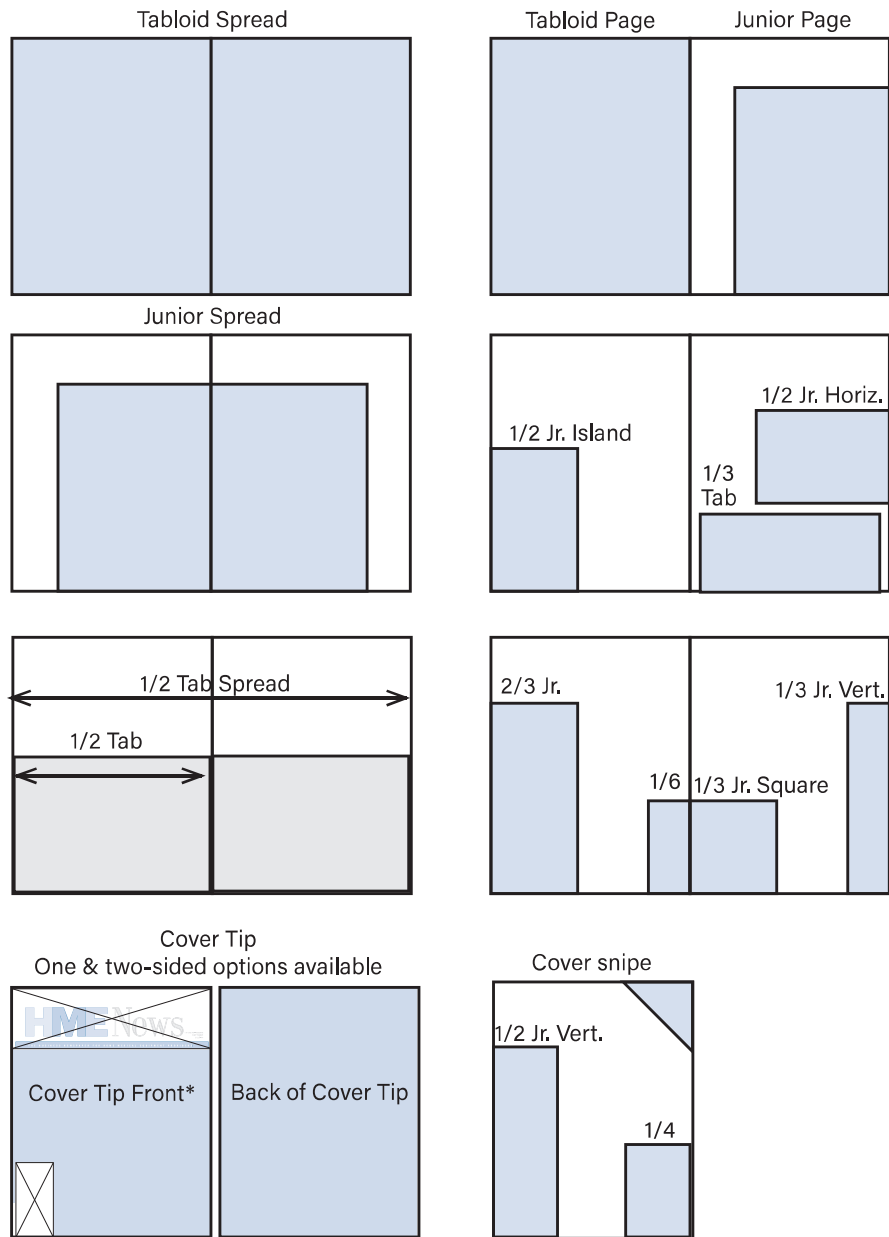 Tabloid Spread
Tabloid Page
Junior Page
Junior Spread
1/2 Jr. Horiz.
1/2 Jr. Island
1/3
Tab
1/2 Tab Spread
1/2 Tab
2/3 Jr.
1/3 Jr. Vert.
1/6
1/3 Jr. Square
Cover Tip
One & two-sided options available
HME News
Cover Tip Front*
Back of Cover Tip
Cover snipe
1/2 Jr. Vert.
1/4